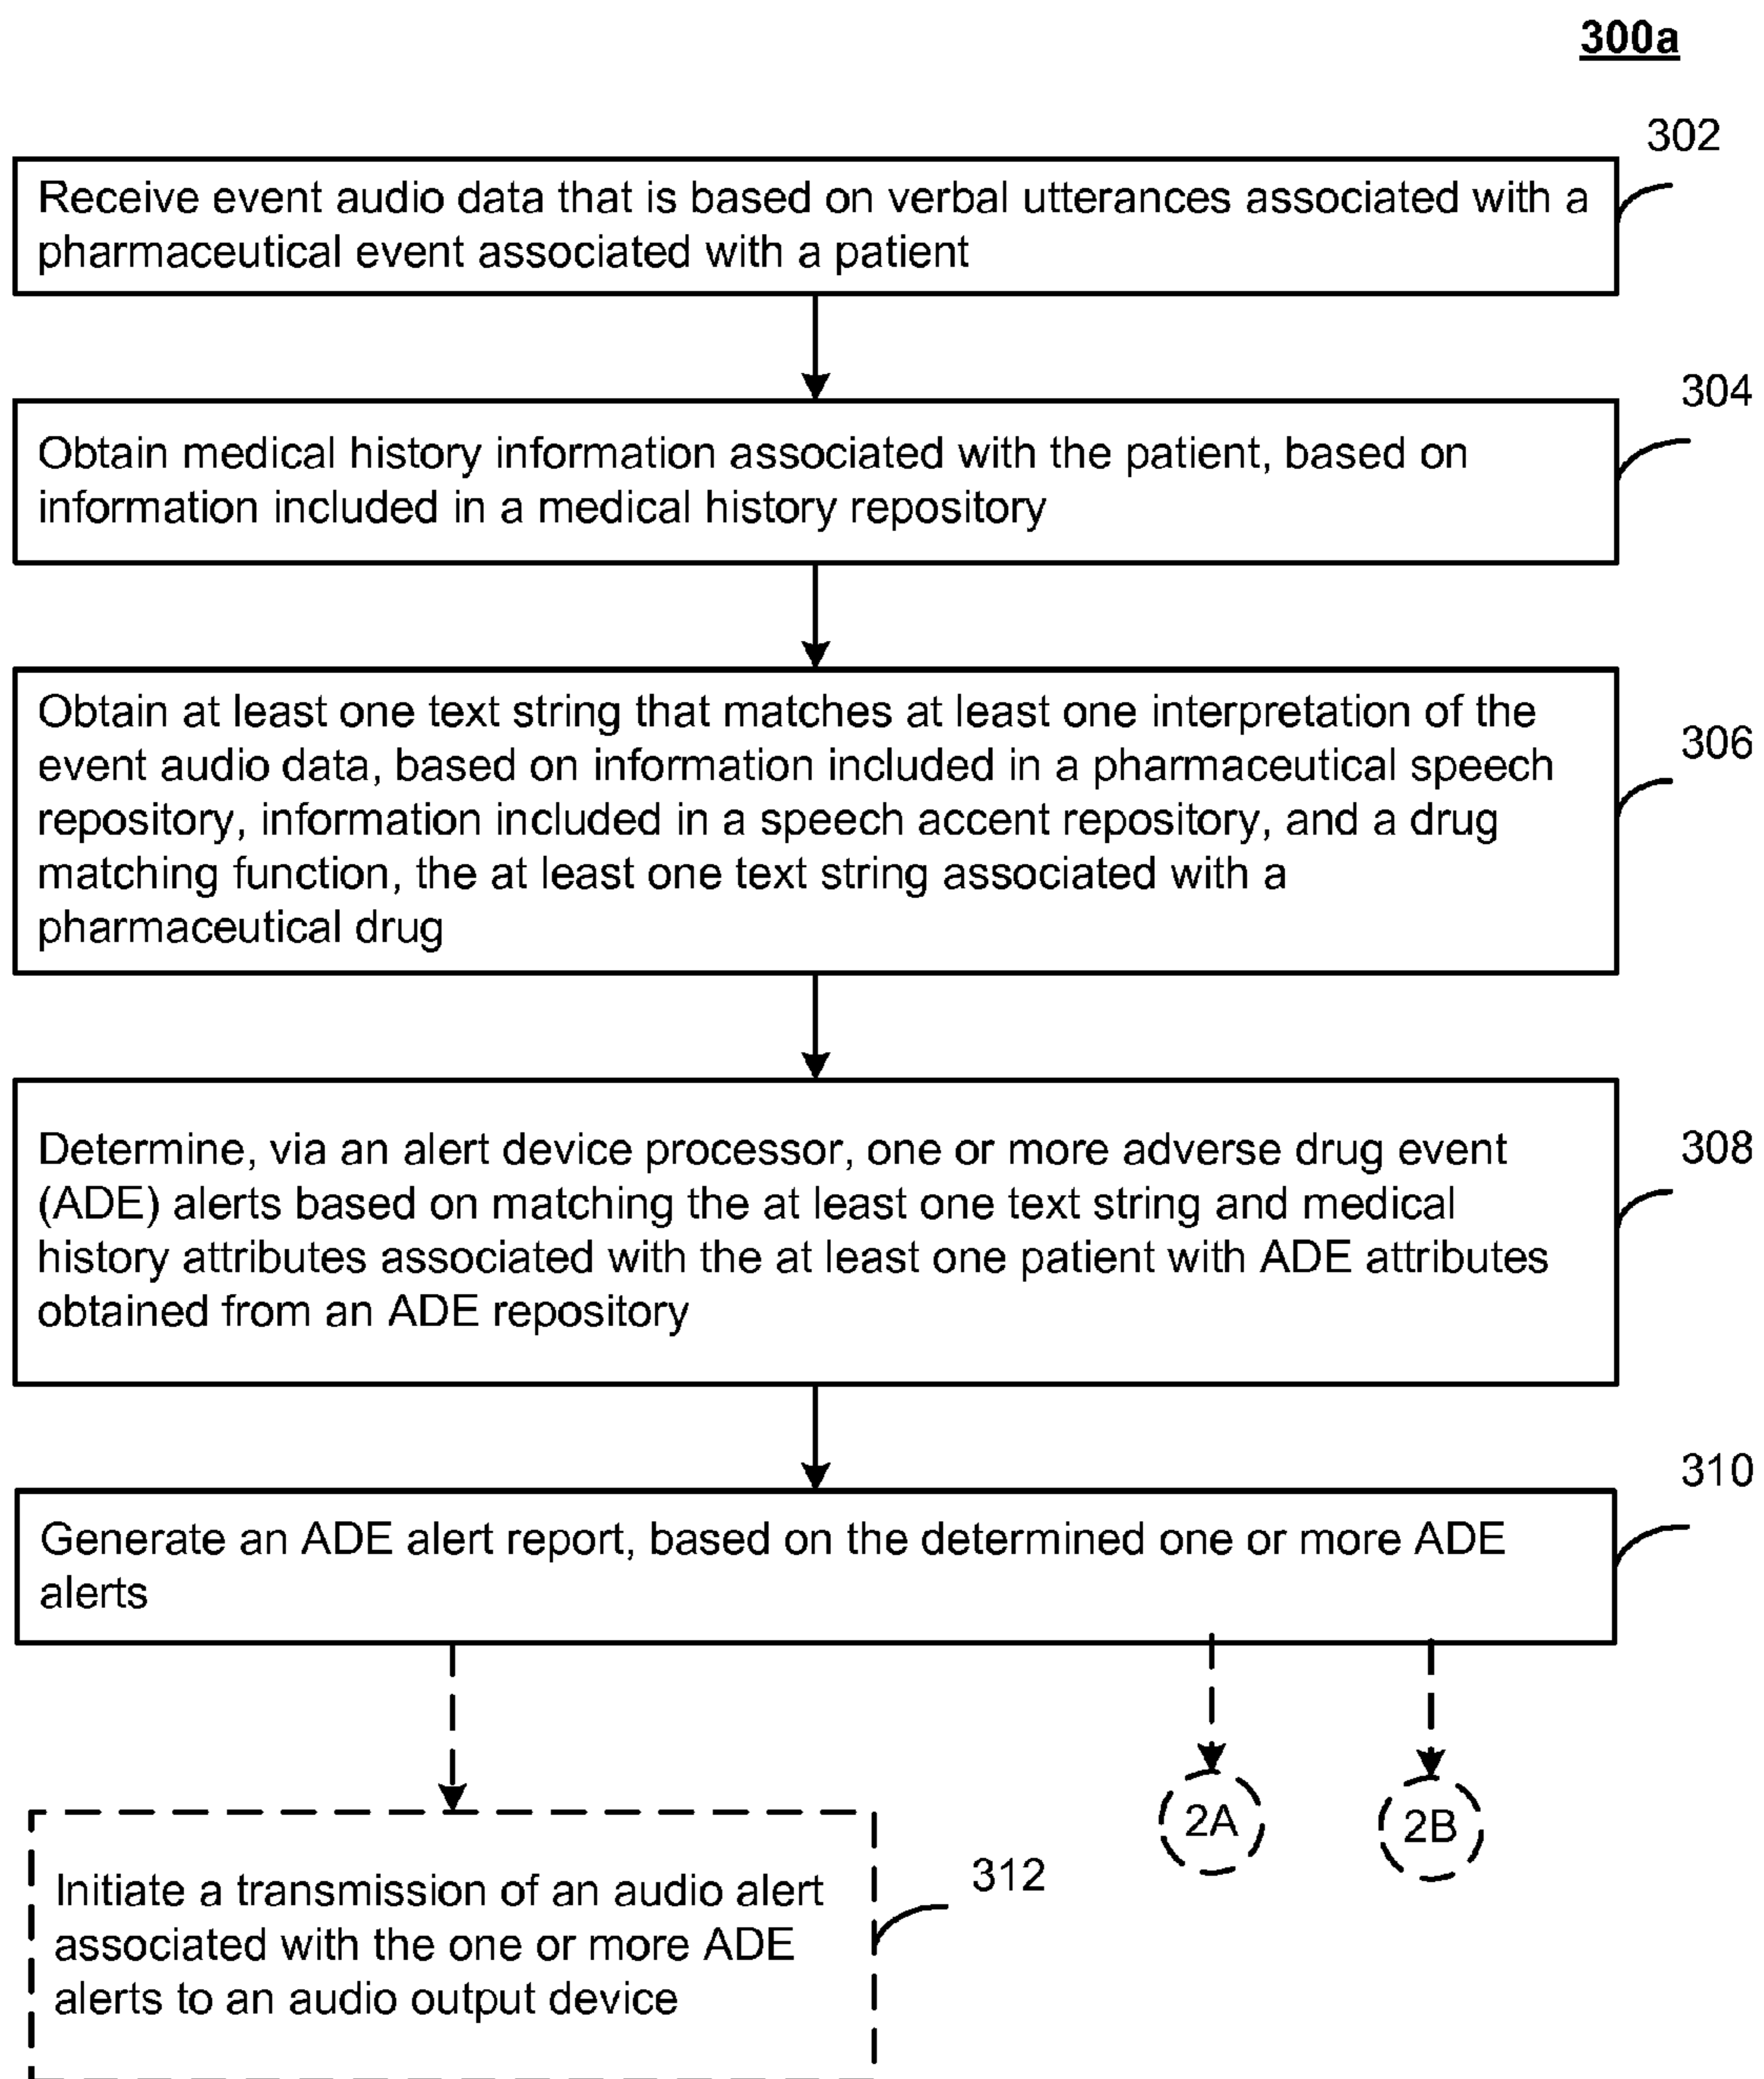 300a
302
Receive event audio data that is based on verbal utterances associated with a
pharmaceutical event associated with a patient
304
Obtain medical history information associated with the patient, based on
information included in a medical history repository
306
Obtain at least one text string that matches at least one interpretation of the
event audio data, based on information included in a pharmaceutical speech
repository, information included in a speech accent repository, and a drug
matching function, the at least one text string associated with a
pharmaceutical drug
308
Determine, via an alert device processor, one or more adverse drug event
(ADE) alerts based on matching the at least one text string and medical
history attributes associated with the at least one patient with ADE attributes
obtained from an ADE repository
310
Generate an ADE alert report, based on the determined one or more ADE
alerts
2A
2B
312
Initiate a transmission of an audio alert
associated with the one or more ADE
alerts to an audio output device